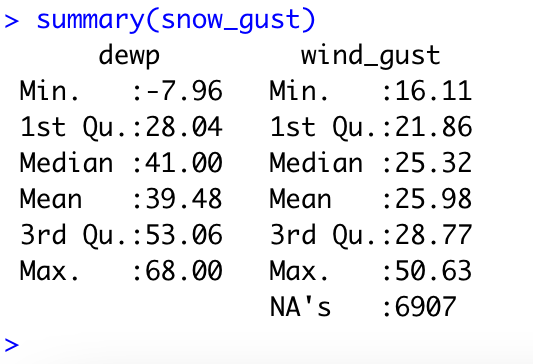 > summary(snow_gust)
      dewp          wind_gust
 Min.   :-7.96   Min.   :16.11
 1st Qu.:28.04   1st Qu.:21.86
 Median :41.00   Median :25.32
 Mean   :39.48   Mean   :25.98
 3rd Qu.:53.06   3rd Qu.:28.77
 Max.   :68.00   Max.   :50.63
                 NA's   :6907
>